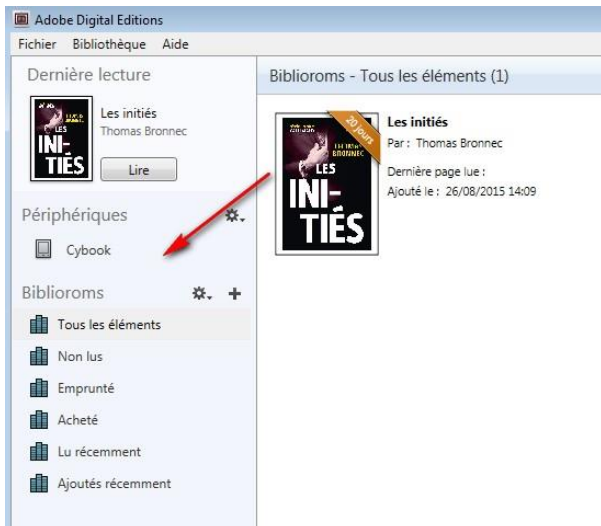 Adobe Digital Editions
Fichier Bibliothèque Aide
Dernière lecture
LES
INI-
TIÉS
Les initiés
Thomas Bronnec
Lire
Périphériques
Cybook
Biblioroms
Tous les éléments
Non lus
Emprunté
Acheté
Lu récemment
Ajoutés récemment
Biblioroms - Tous les éléments (1)
20 jours
THOMAS
BRONNEC
LES
INI-
TIÉS
Les initiés
Par : Thomas Bronnec
Dernière page lue :
Ajouté le : 26/08/2015 14:09